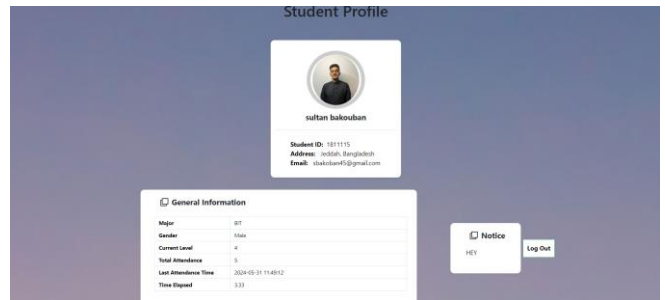 Student Profile
sultan bakouban
Student ID: 1811115
Address: Jeddah, Bangladesh
Email: sbakoban45@gmail.com
General Information
Major BIT
Gender Male
Current Level 4
Total Attendance 5
Last Attendance Time 2024-05-31 11:49:12
Time Elapsed 3.33
Notice
HEY
Log Out